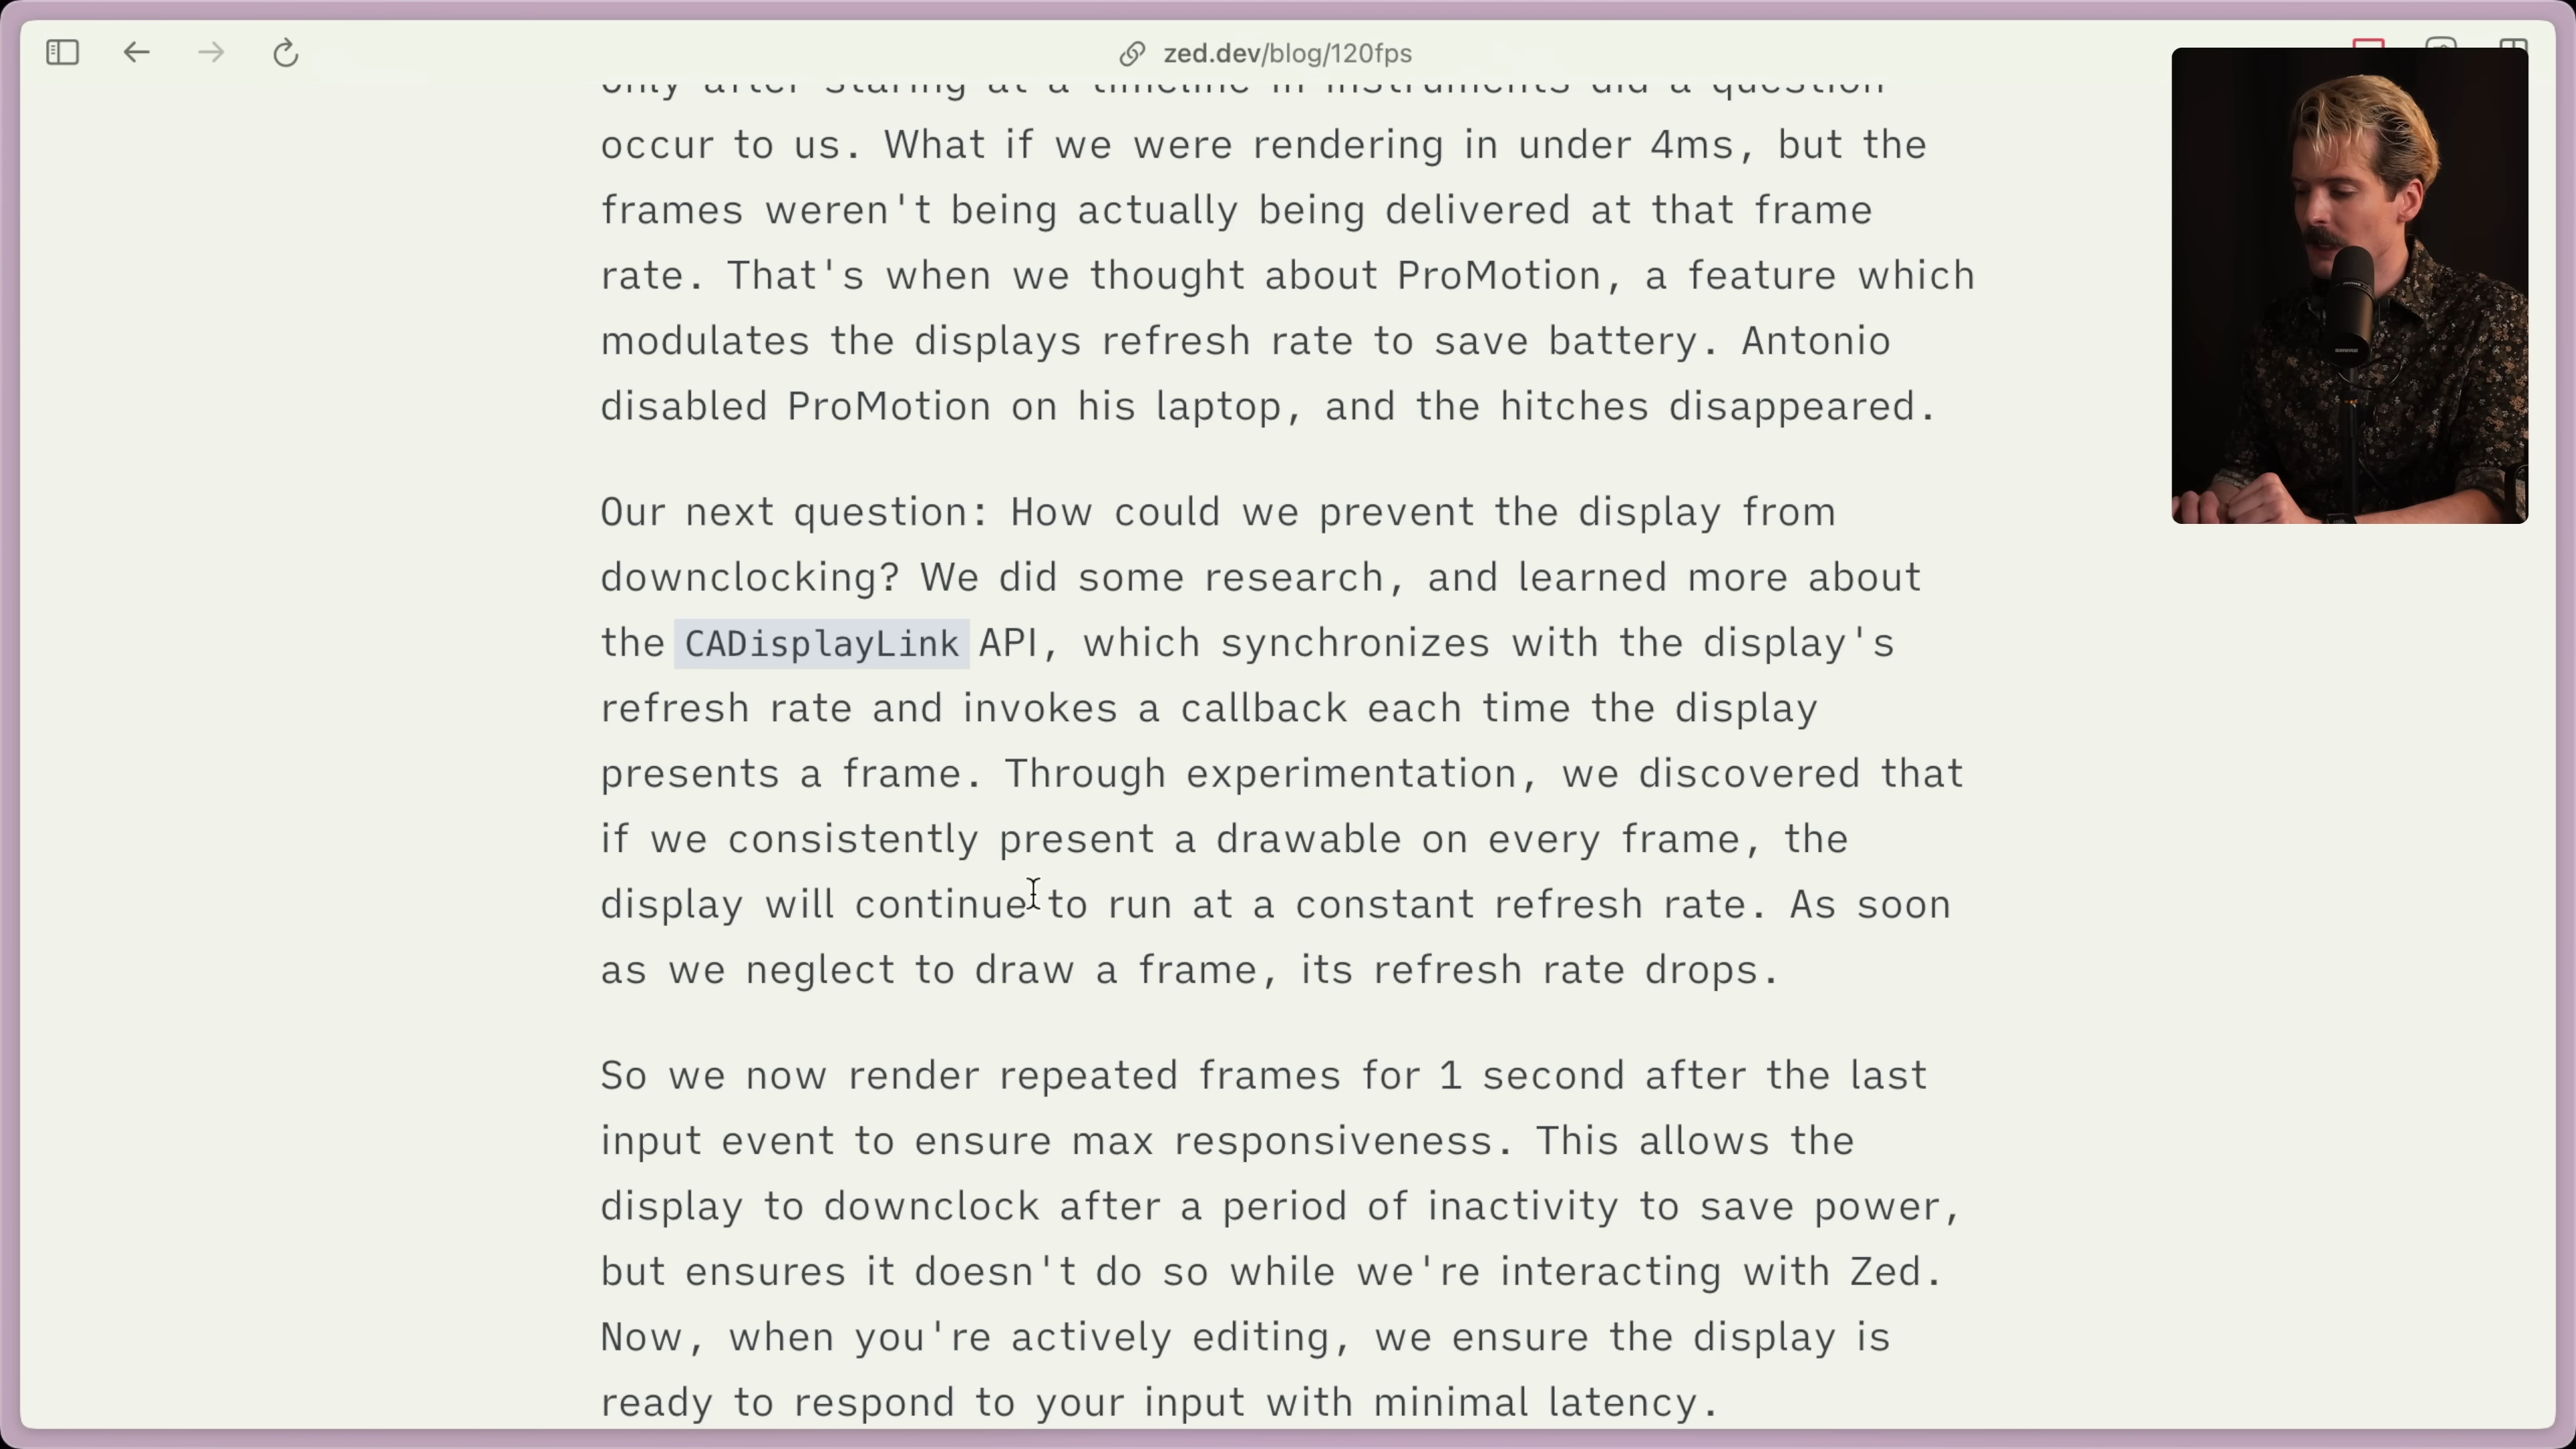 zed.dev/blog/120fps
only after staring at a timeline in instruments did a question
occur to us. What if we were rendering in under 4ms, but the
frames weren't being actually being delivered at that frame
rate. That's when we thought about ProMotion, a feature which
modulates the displays refresh rate to save battery. Antonio
disabled ProMotion on his laptop, and the hitches disappeared.
Our next question: How could we prevent the display from
downclocking? We did some research, and learned more about
the CADisplayLink API, which synchronizes with the display's
refresh rate and invokes a callback each time the display
presents a frame. Through experimentation, we discovered that
if we consistently present a drawable on every frame, the
display will continue to run at a constant refresh rate. As soon
as we neglect to draw a frame, its refresh rate drops.
So we now render repeated frames for 1 second after the last
input event to ensure max responsiveness. This allows the
display to downclock after a period of inactivity to save power,
but ensures it doesn't do so while we're interacting with Zed.
Now, when you're actively editing, we ensure the display is
ready to respond to your input with minimal latency.